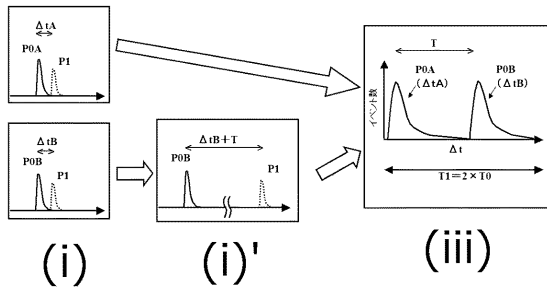 ΔtA
P0A
P1
ΔtB
P0B
P1
ΔtB+T
P0B
P1
T
P0A
(ΔtA)
P0B
(ΔtB)
イベント数
Δt
T1=2×T0
(i)
(i)'
(iii)